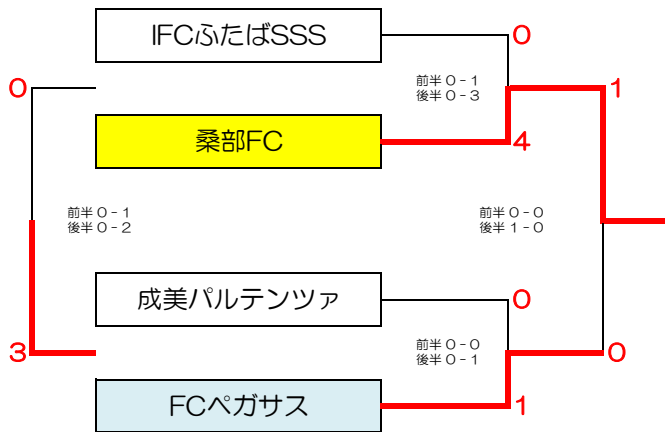 IFCふたばSSS
0
前半０-１
後半０-３
0
1
桑部FC
4
前半０-１
後半０-２
前半０-０
後半１-０
成美パルテンツァ
0
前半０-０
後半０-１
3
0
FCペガサス
1